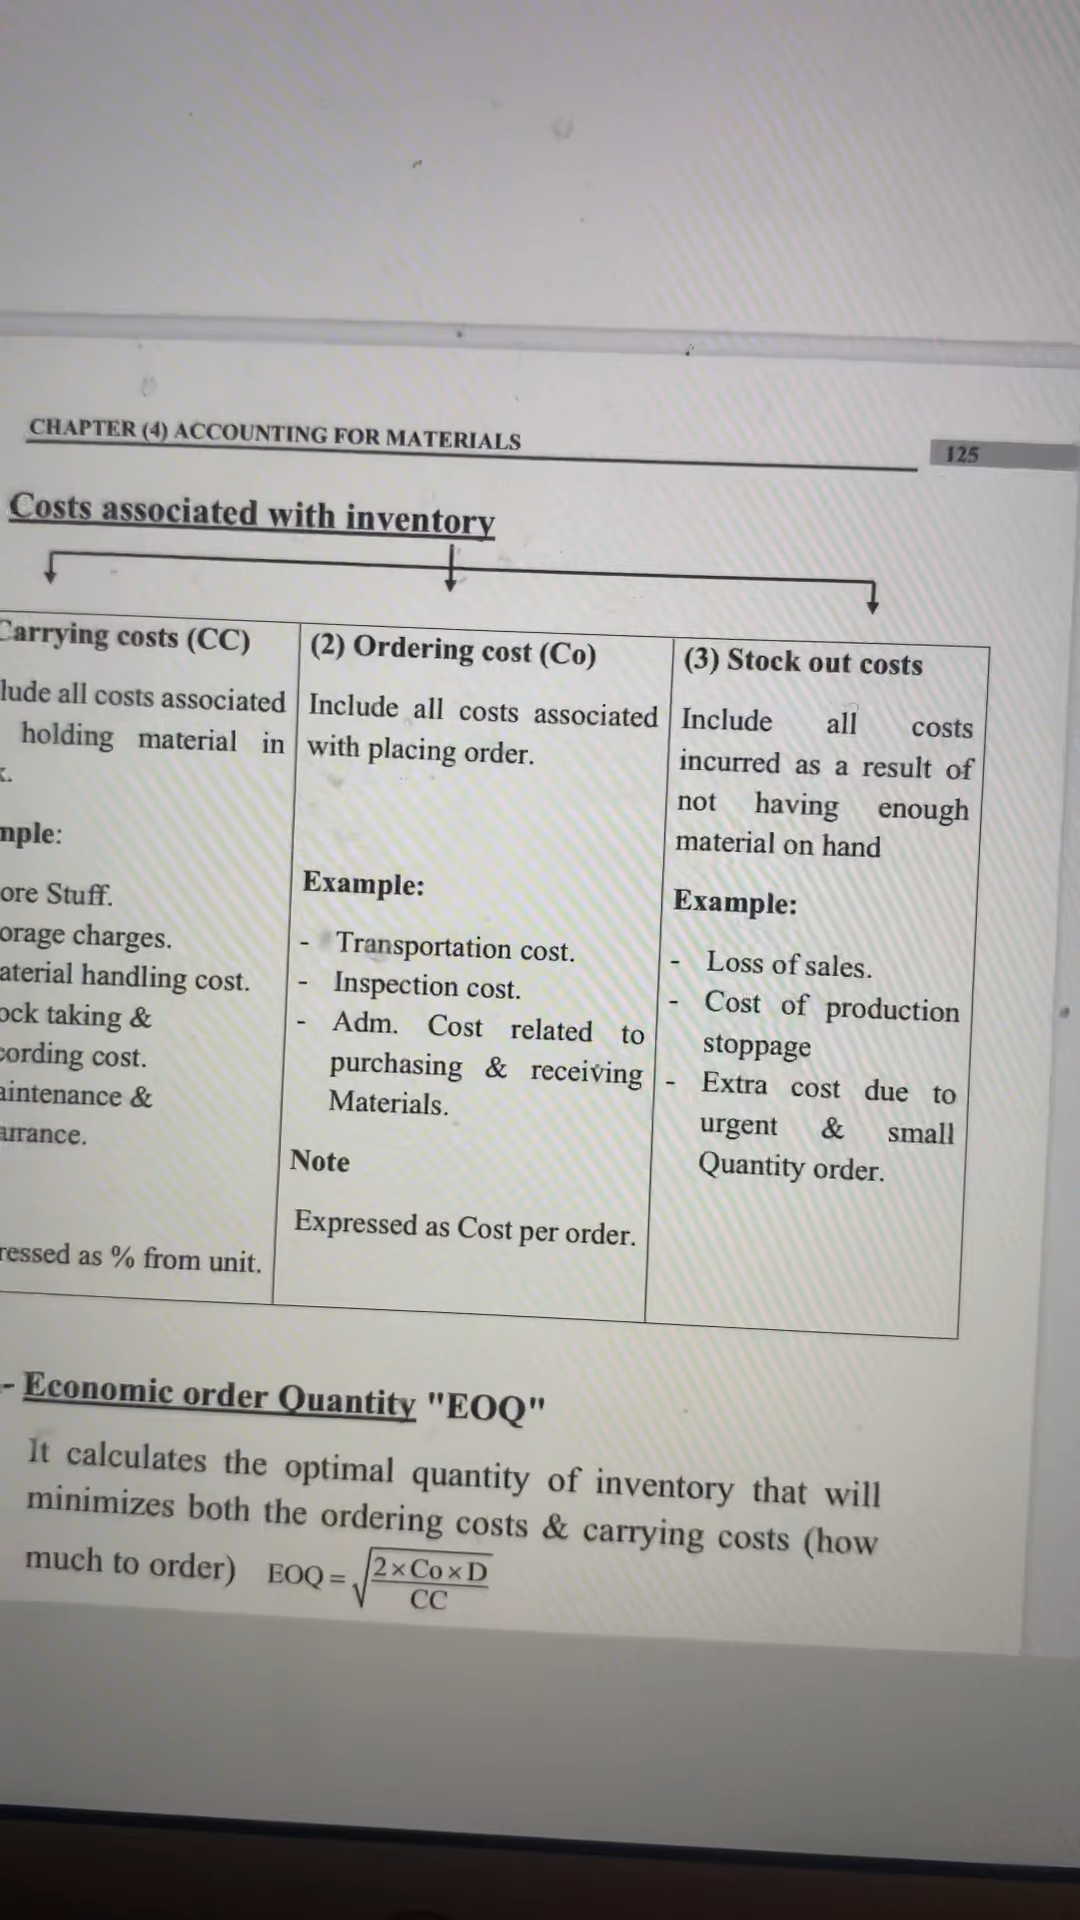 CHAPTER (4) ACCOUNTING FOR MATERIALS
125
Costs associated with inventory
Carrying costs (CC)
lude all costs associated
holding material in
k.
mple:
ore Stuff.
orage charges.
aterial handling cost.
ock taking &
cording cost.
aintenance &
arrance.
ressed as % from unit.
(2) Ordering cost (Co)
Include all costs associated
with placing order.
Example:
- Transportation cost.
- Inspection cost.
- Adm. Cost related to
purchasing & receiving
Materials.
Note
Expressed as Cost per order.
(3) Stock out costs
Include all costs
incurred as a result of
not having enough
material on hand
Example:
- Loss of sales.
- Cost of production
stoppage
- Extra cost due to
urgent & small
Quantity order.
- Economic order Quantity "EOQ"
It calculates the optimal quantity of inventory that will
minimizes both the ordering costs & carrying costs (how
much to order) EOQ = √(2×Co×D / CC)